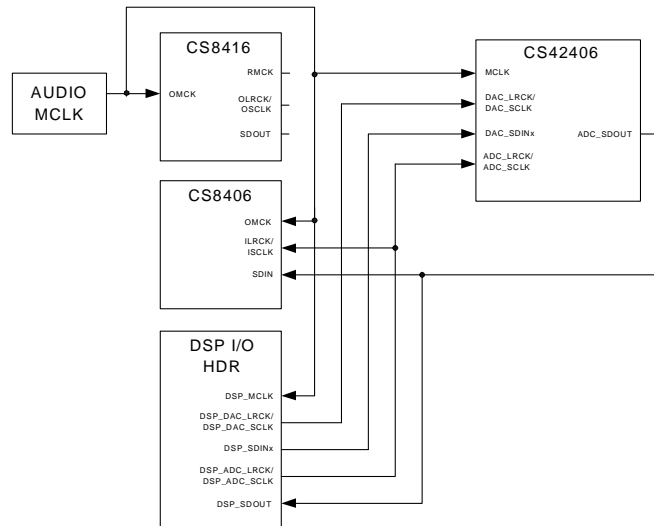 CS8416
RMCK
OMCK
OLRCK/
OSCLK
SDOUT
AUDIO
MCLK
CS42406
MCLK
DAC_LRCK/
DAC_SCLK
DAC_SDINx
ADC_SDOUT
ADC_LRCK/
ADC_SCLK
CS8406
OMCK
ILRCK/
ISCLK
SDIN
DSP I/O
HDR
DSP_MCLK
DSP_DAC_LRCK/
DSP_DAC_SCLK
DSP_SDINx
DSP_ADC_LRCK/
DSP_ADC_SCLK
DSP_SDOUT